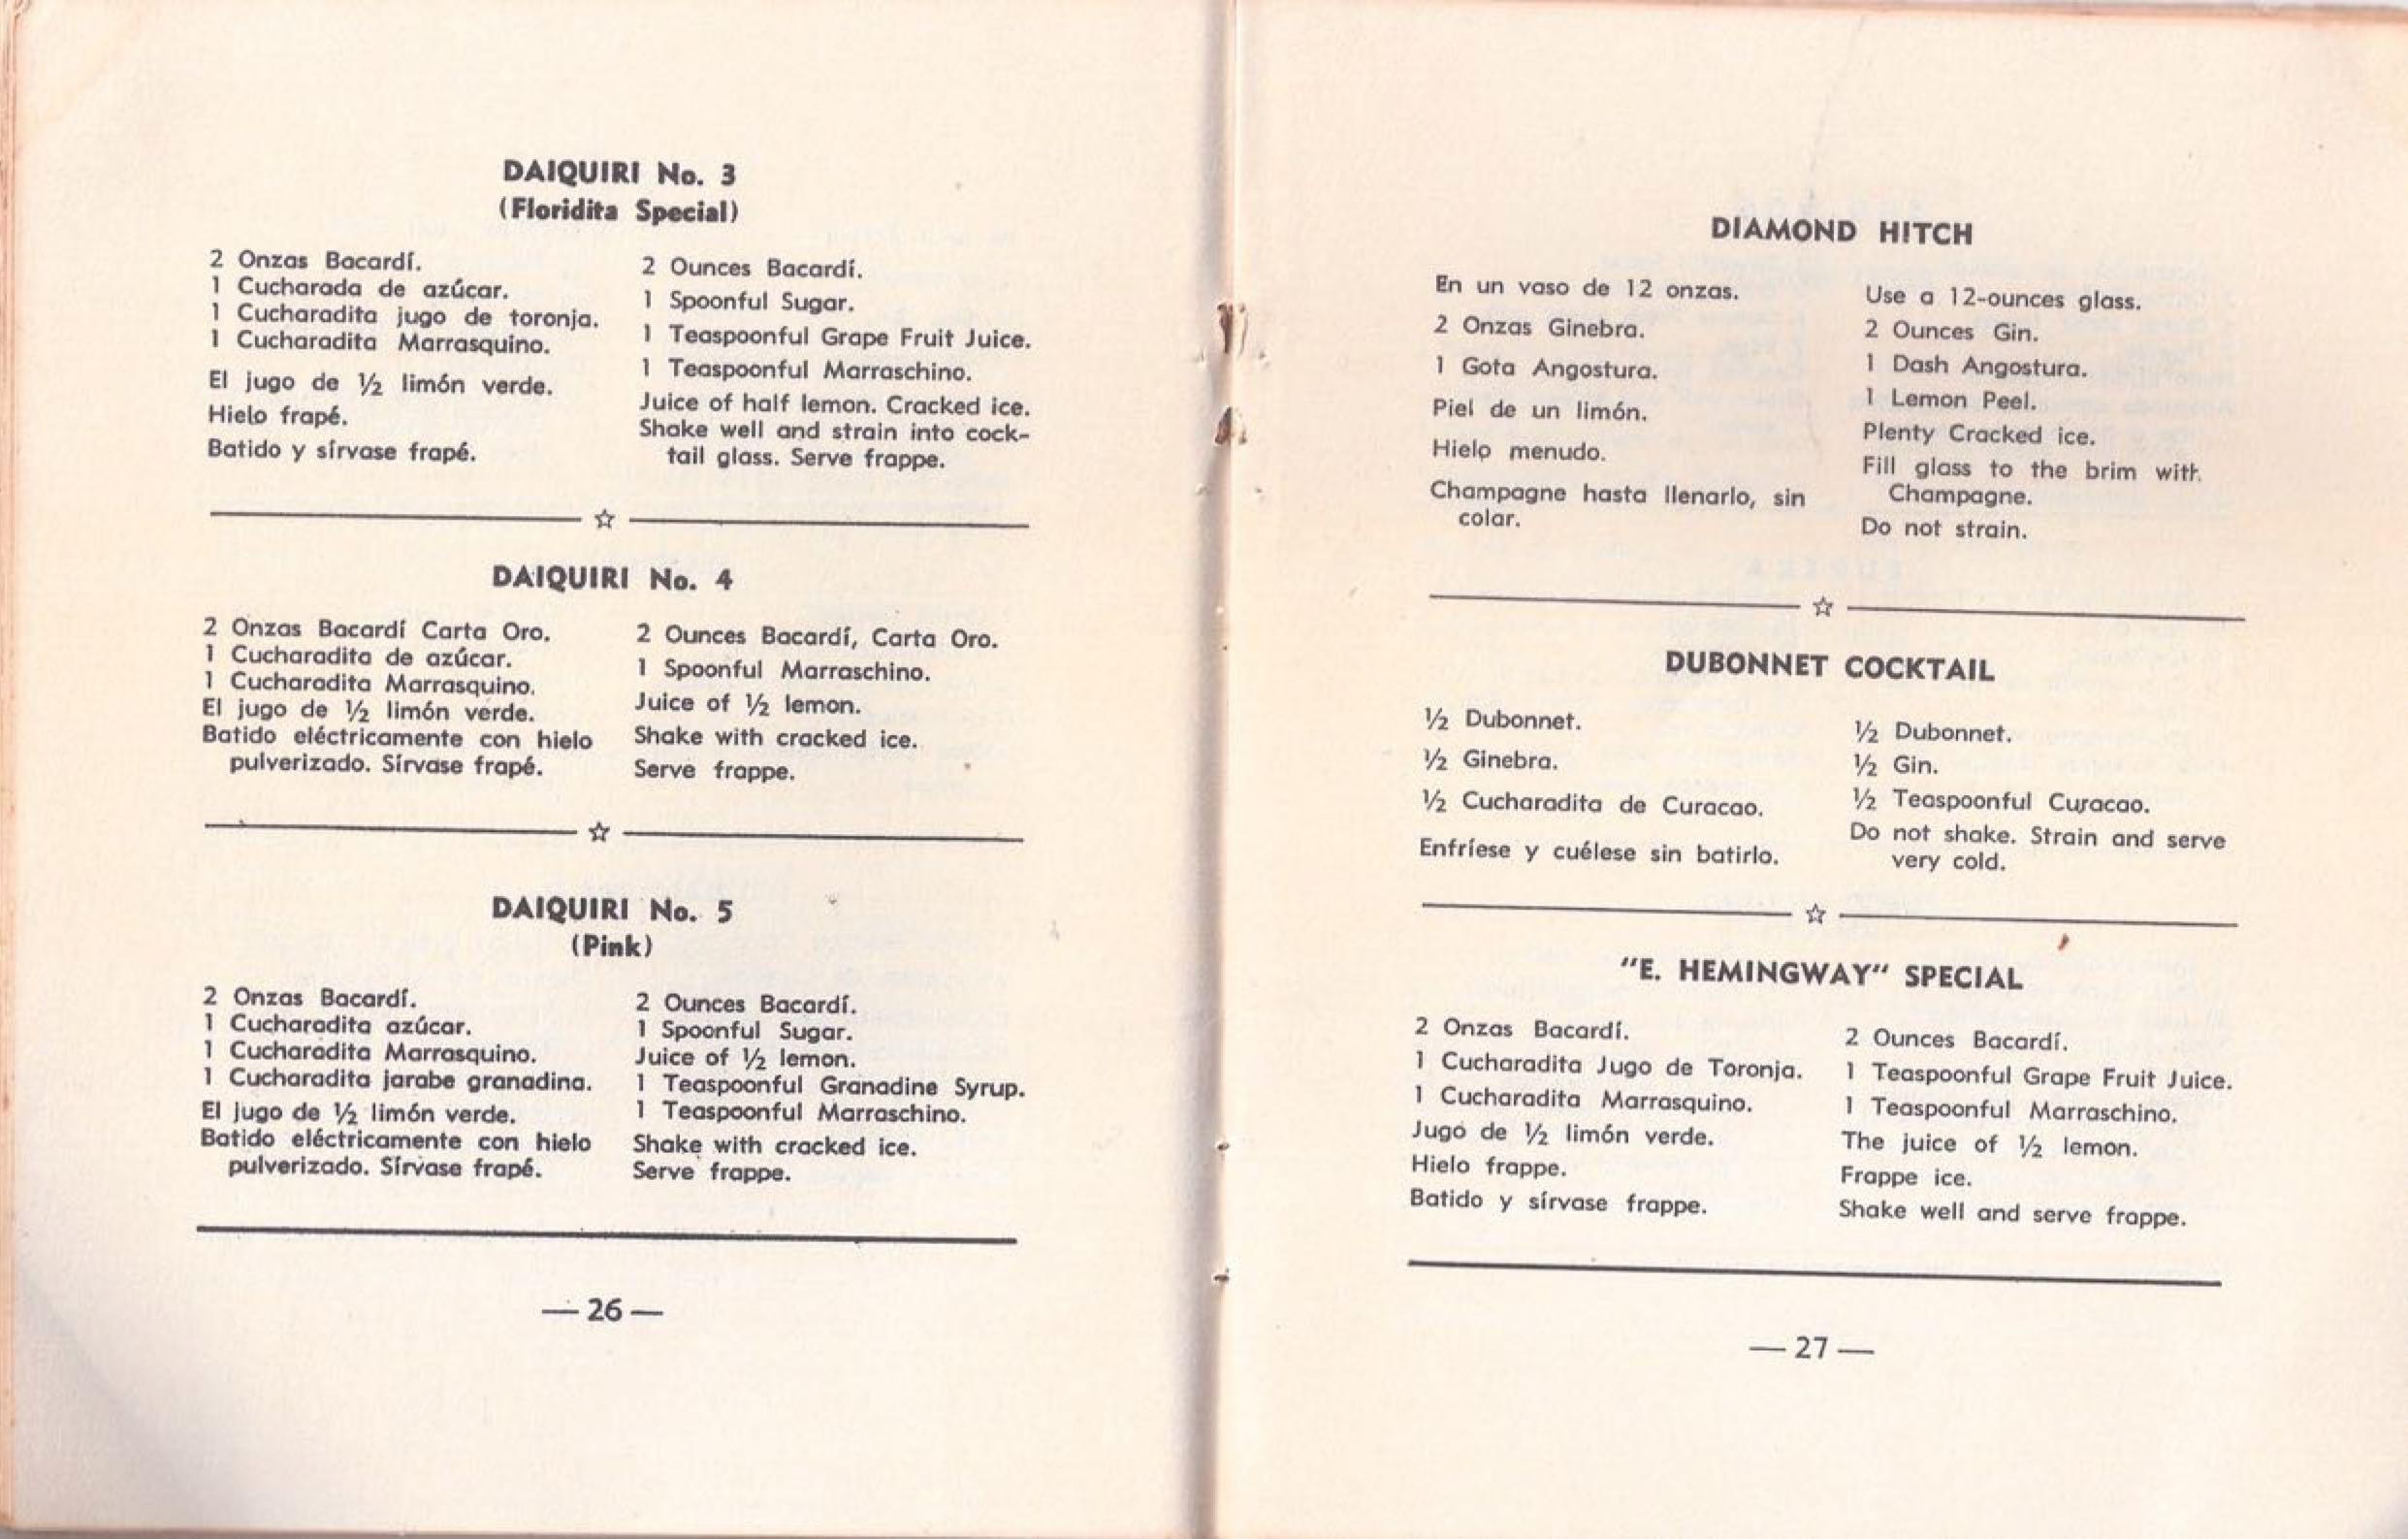 DAIQUIRI No. 3
(Floridita Special)
2 Onzas Bacardí.
1 Cucharada de azúcar.
1 Cucharadita jugo de toronja.
1 Cucharadita Marrasquino.
El jugo de ½ limón verde.
Hielo frapé.
Batido y sírvase frapé.
2 Ounces Bacardí.
1 Spoonful Sugar.
1 Teaspoonful Grape Fruit Juice.
1 Teaspoonful Marraschino.
Juice of half lemon. Cracked ice.
Shake well and strain into cock-
tail glass. Serve frappe.
DAIQUIRI No. 4
2 Onzas Bacardí Carta Oro.
1 Cucharadita de azúcar.
1 Cucharadita Marrasquino.
El jugo de ½ limón verde.
Batido eléctricamente con hielo
pulverizado. Sírvase frapé.
2 Ounces Bacardí, Carta Oro.
1 Spoonful Marraschino.
Juice of ½ lemon.
Shake with cracked ice.
Serve frappe.
DAIQUIRI No. 5
(Pink)
2 Onzas Bacardí.
1 Cucharadita azúcar.
1 Cucharadita Marrasquino.
1 Cucharadita jarabe granadina.
El jugo de ½ limón verde.
Batido eléctricamente con hielo
pulverizado. Sírvase frapé.
2 Ounces Bacardí.
1 Spoonful Sugar.
Juice of ½ lemon.
1 Teaspoonful Granadine Syrup.
1 Teaspoonful Marraschino.
Shake with cracked ice.
Serve frappe.
— 26 —
DIAMOND HITCH
En un vaso de 12 onzas.
2 Onzas Ginebra.
1 Gota Angostura.
Piel de un limón.
Hielo menudo.
Champagne hasta llenarlo, sin
colar.
Use a 12-ounces glass.
2 Ounces Gin.
1 Dash Angostura.
1 Lemon Peel.
Plenty Cracked ice.
Fill glass to the brim with
Champagne.
Do not strain.
DUBONNET COCKTAIL
½ Dubonnet.
½ Ginebra.
½ Cucharadita de Curacao.
Enfríese y cuélese sin batirlo.
½ Dubonnet.
½ Gin.
½ Teaspoonful Curacao.
Do not shake. Strain and serve
very cold.
"E. HEMINGWAY" SPECIAL
2 Onzas Bacardí.
1 Cucharadita Jugo de Toronja.
1 Cucharadita Marrasquino.
Jugo de ½ limón verde.
Hielo frappe.
Batido y sírvase frappe.
2 Ounces Bacardí.
1 Teaspoonful Grape Fruit Juice.
1 Teaspoonful Marraschino.
The juice of ½ lemon.
Frappe ice.
Shake well and serve frappe.
— 27 —